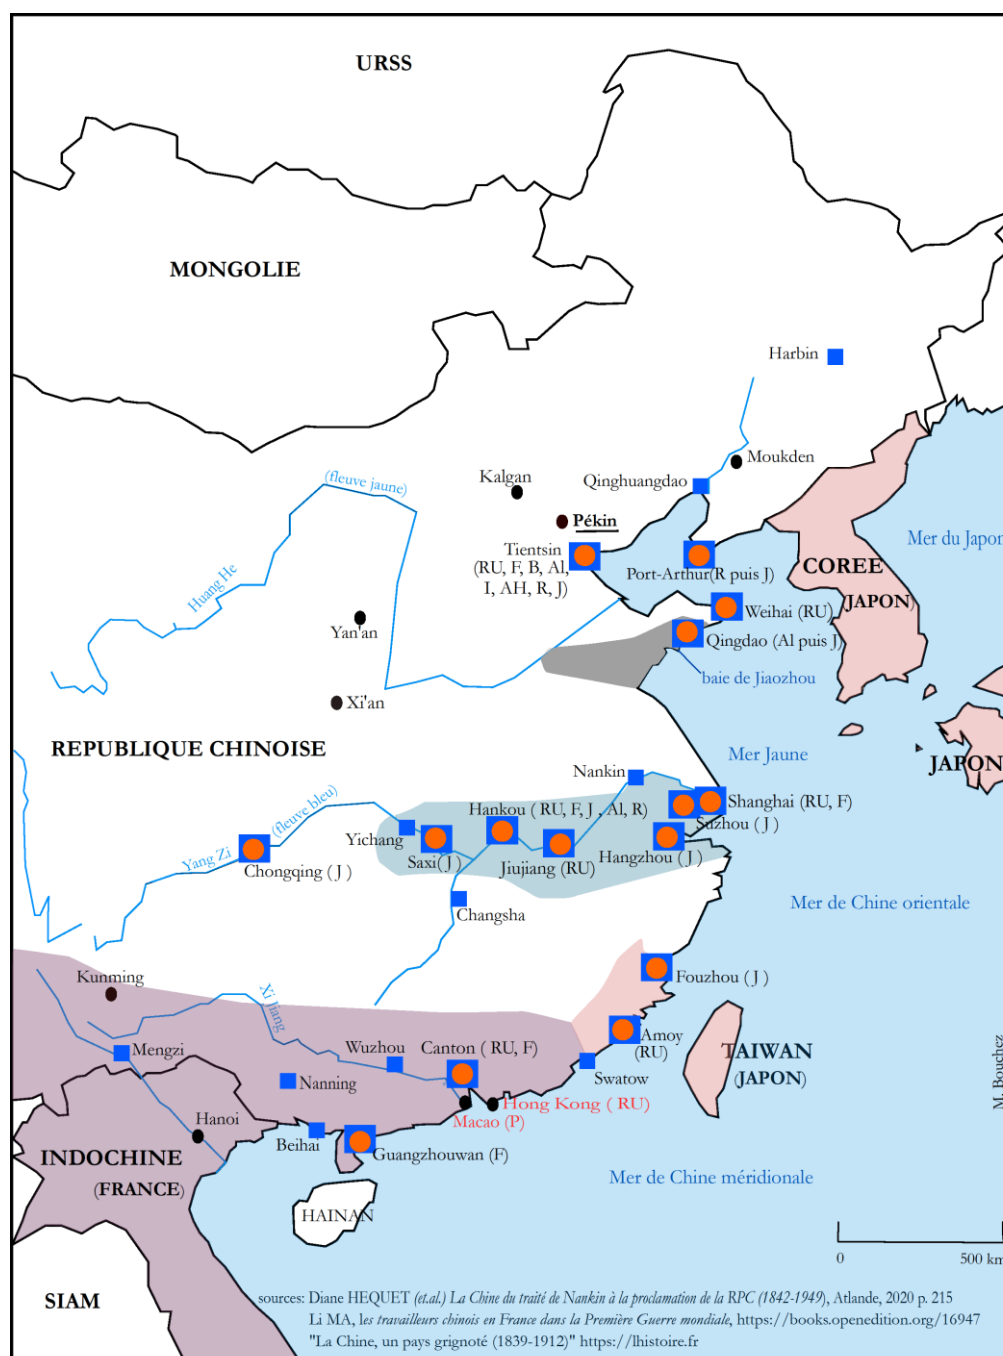 URSS
MONGOLIE
Harbin
Moukden
Kalgan
Qinghuangdao
(fleuve jaune)
Pékin
Tientsin
(RU, F, B, Al,
I, AH, R, J)
Port-Arthur(R puis J)
COREE
(JAPON)
Mer du Japon
Huang He
Weihai (RU)
Yan'an
Qingdao (Al puis J)
baie de Jiaozhou
Xi'an
REPUBLIQUE CHINOISE
Mer Jaune
JAPON
Nankin
(fleuve bleu)
Hankou ( RU, F, J , Al, R)
Shanghai (RU, F)
Suzhou ( J )
Yichang
Yang Zi
Saxi( J )
Chongqing ( J )
Jiujiang (RU)
Hangzhou ( J )
Changsha
Mer de Chine orientale
Kunming
Fouzhou ( J )
Xi Jiang
Mengzi
Wuzhou
Canton ( RU, F)
Amoy
(RU)
TAIWAN
(JAPON)
Nanning
Swatow
Hong Kong ( RU)
Macao (P)
Hanoi
Beihai
Guangzhouwan (F)
INDOCHINE
(FRANCE)
HAINAN
Mer de Chine méridionale
M. Bouchez
0 500 km
SIAM
sources: Diane HEQUET (et.al.) La Chine du traité de Nankin à la proclamation de la RPC (1842-1949), Atlande, 2020 p. 215
Li MA, les travailleurs chinois en France dans la Première Guerre mondiale, https://books.openedition.org/16947
"La Chine, un pays grignoté (1839-1912)" https://lhistoire.fr